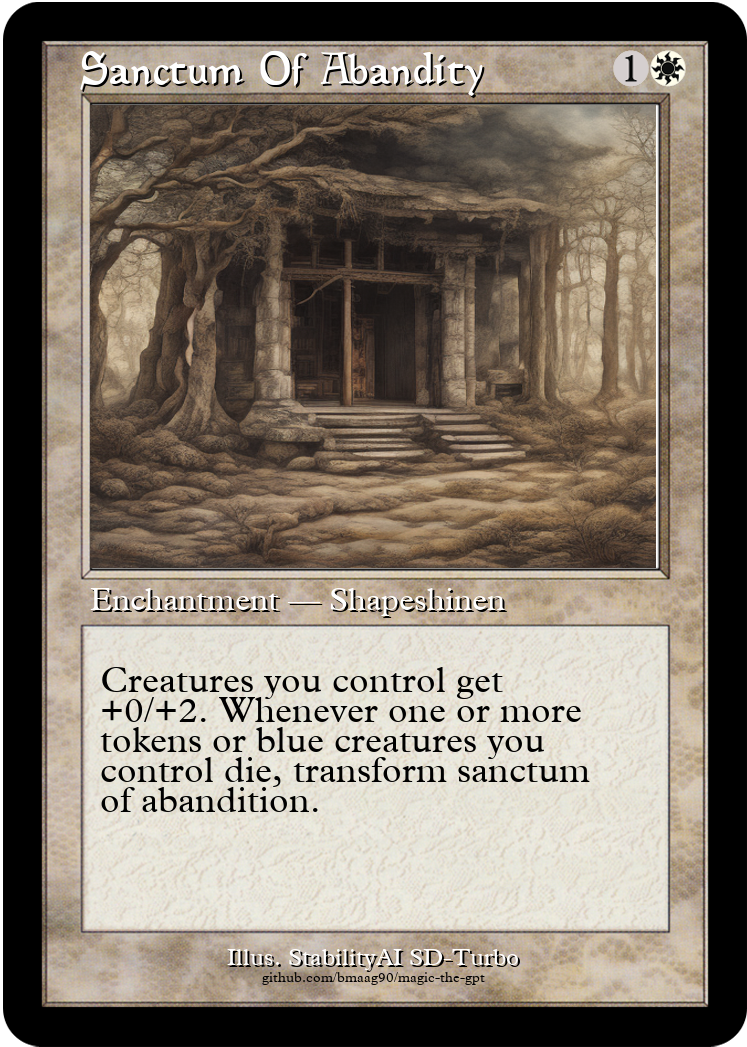 Sanctum Of Abandity 1
Enchantment — Shapeshinen
Creatures you control get
+0/+2. Whenever one or more
tokens or blue creatures you
control die, transform sanctum
of abandition.
Illus. StabilityAI SD-Turbo
github.com/bmaag90/magic-the-gpt